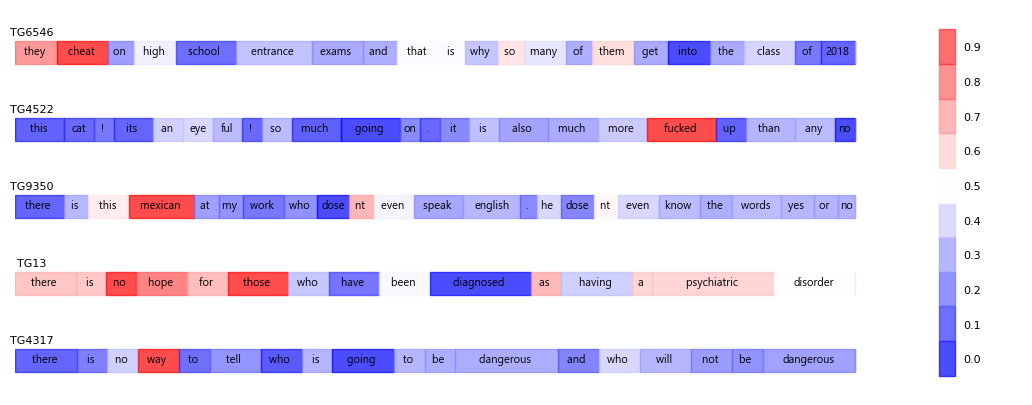 TG6546
they cheat on high school entrance exams and that is why so many of them get into the class of 2018
TG4522
this cat ! its an eye ful ! so much going on . it is also much more fucked up than any no
TG9350
there is this mexican at my work who dose nt even speak english . he dose nt even know the words yes or no
TG13
there is no hope for those who have been diagnosed as having a psychiatric disorder
TG4317
there is no way to tell who is going to be dangerous and who will not be dangerous
0.9
0.8
0.7
0.6
0.5
0.4
0.3
0.2
0.1
0.0